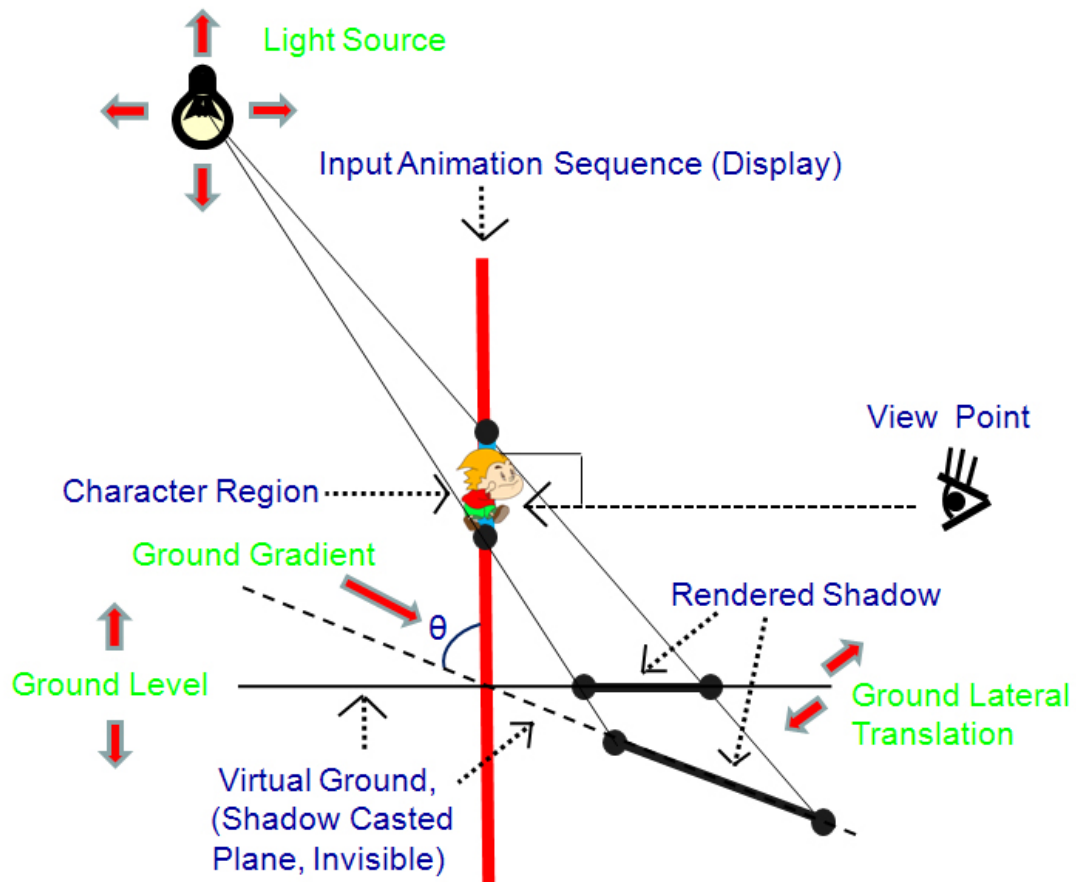 Light Source
Input Animation Sequence (Display)
View Point
Character Region
Ground Gradient
θ
Rendered Shadow
Ground Level
Ground Lateral
Translation
Virtual Ground,
(Shadow Casted
Plane, Invisible)